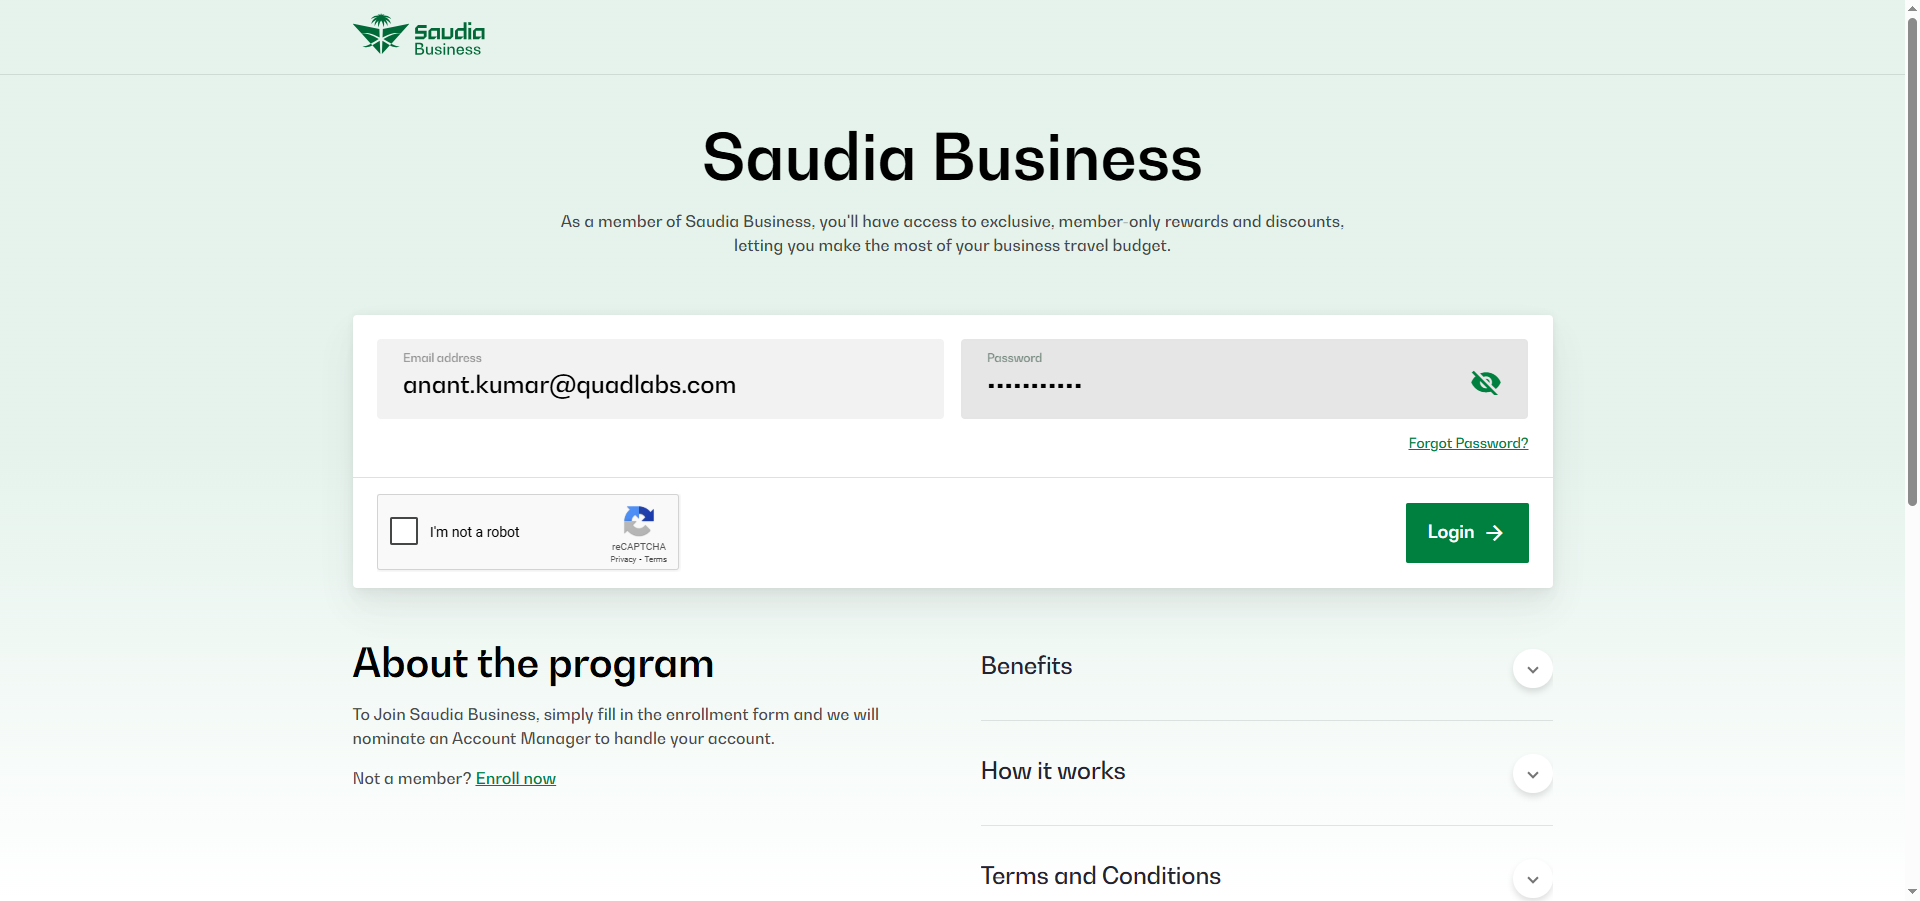 Saudia
Business
Saudia Business
As a member of Saudia Business, you'll have access to exclusive, member-only rewards and discounts,
letting you make the most of your business travel budget.
Email address
anant.kumar@quadlabs.com
Password
•••••••••••
Forgot Password?
I'm not a robot
reCAPTCHA
Privacy - Terms
Login
About the program
To Join Saudia Business, simply fill in the enrollment form and we will
nominate an Account Manager to handle your account.
Not a member? Enroll now
Benefits
How it works
Terms and Conditions